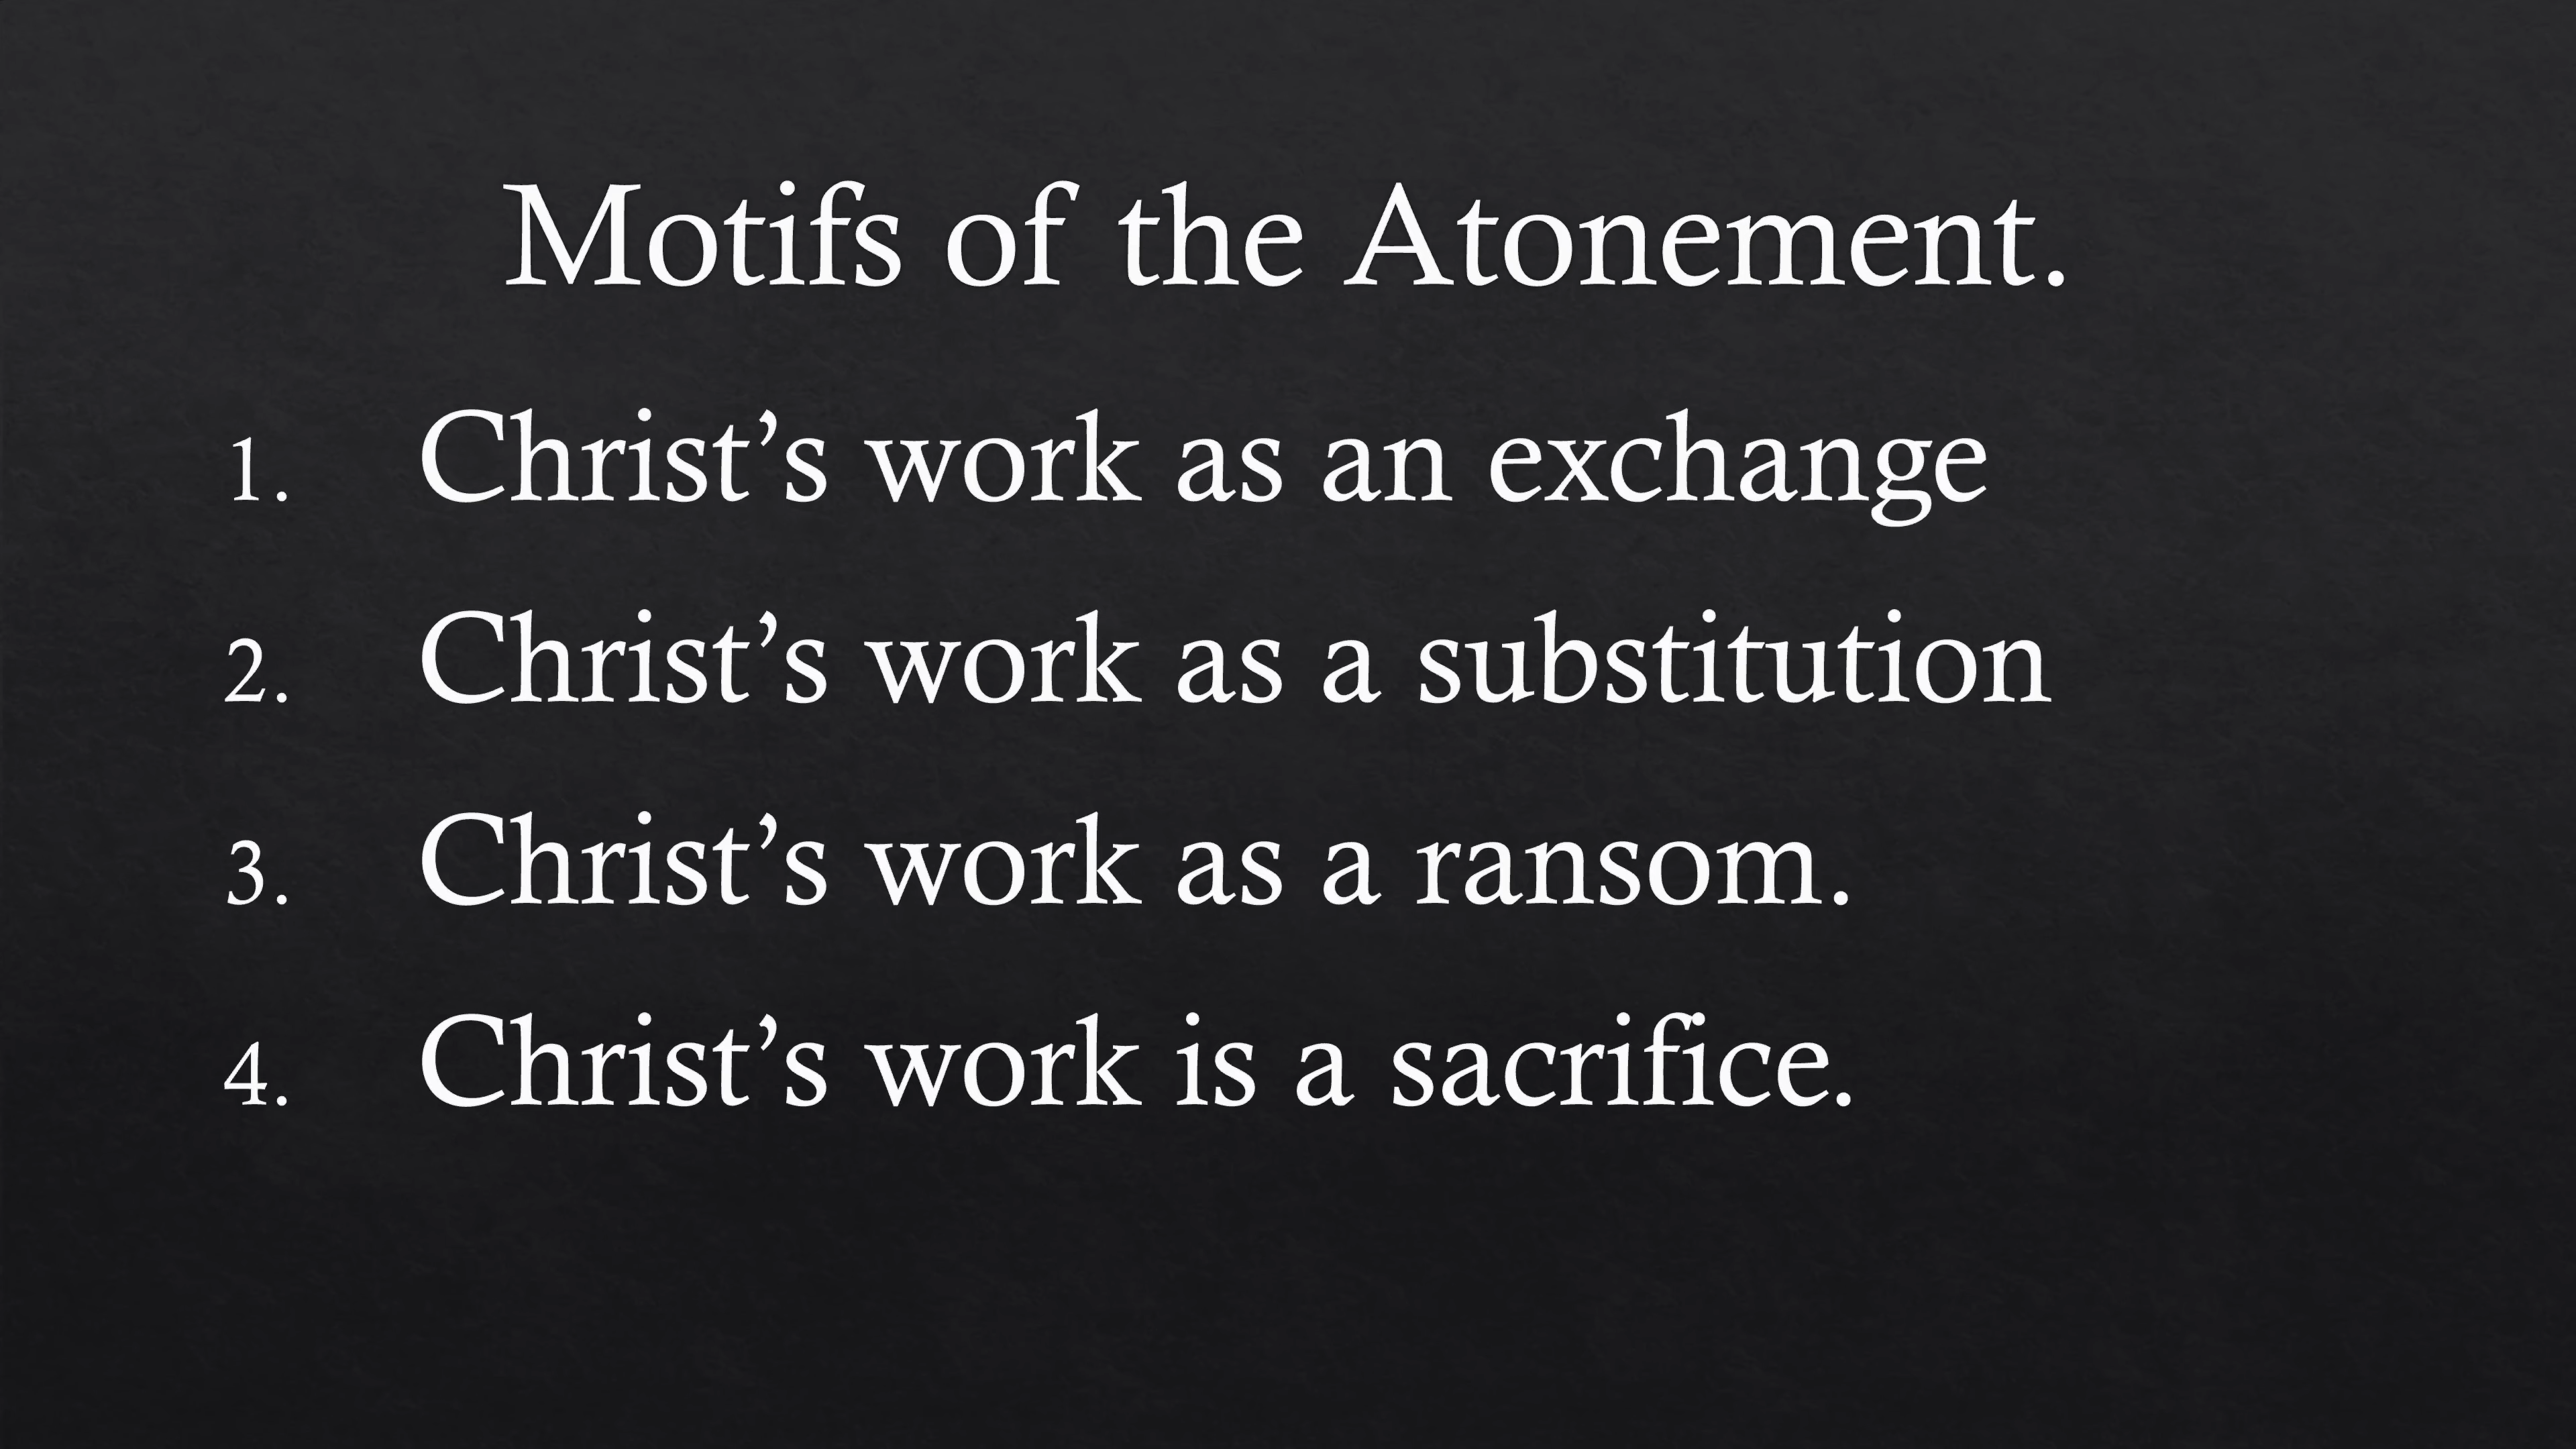 Motifs of the Atonement.
1. Christ’s work as an exchange
2. Christ’s work as a substitution
3. Christ’s work as a ransom.
4. Christ’s work is a sacrifice.